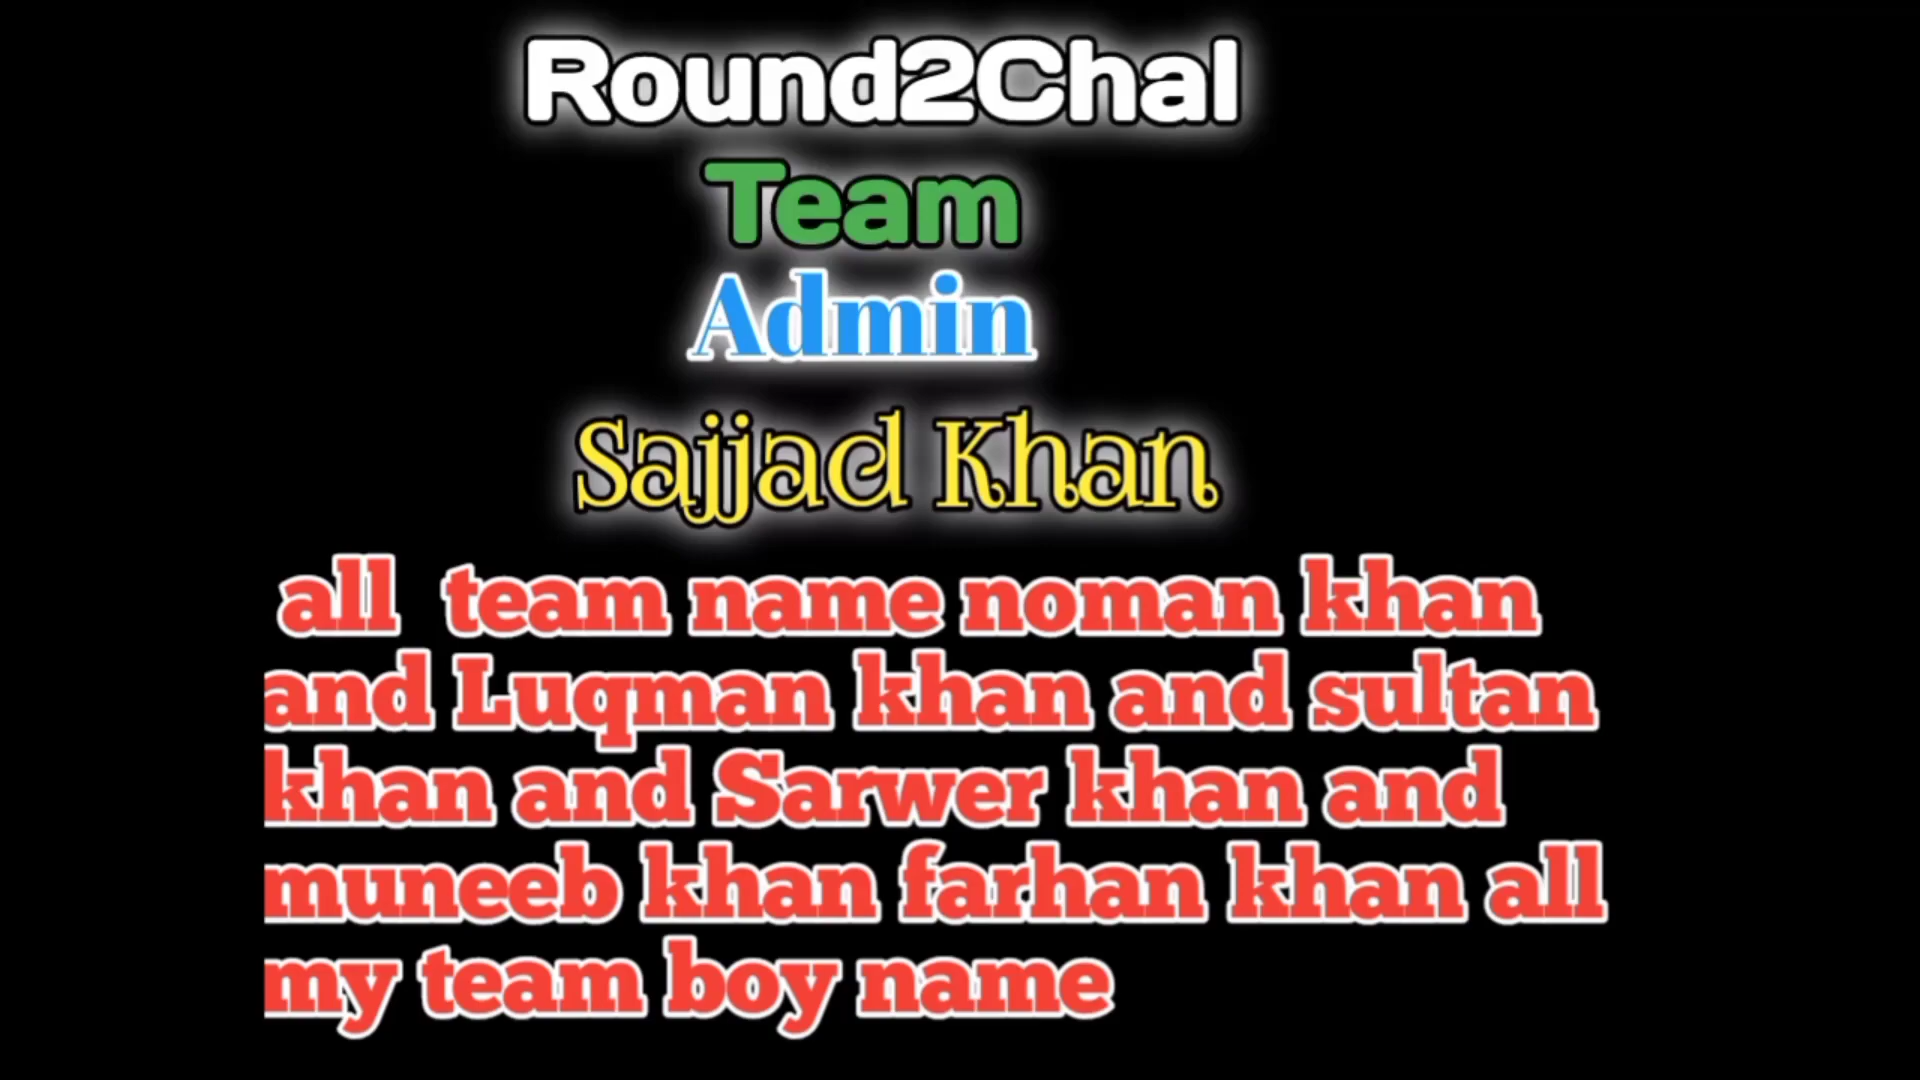 Round2Chal
Team
Admin
Sajjad Khan
all team name noman khan
and Luqman khan and sultan
khan and Sarwer khan and
muneeb khan farhan khan all
my team boy name